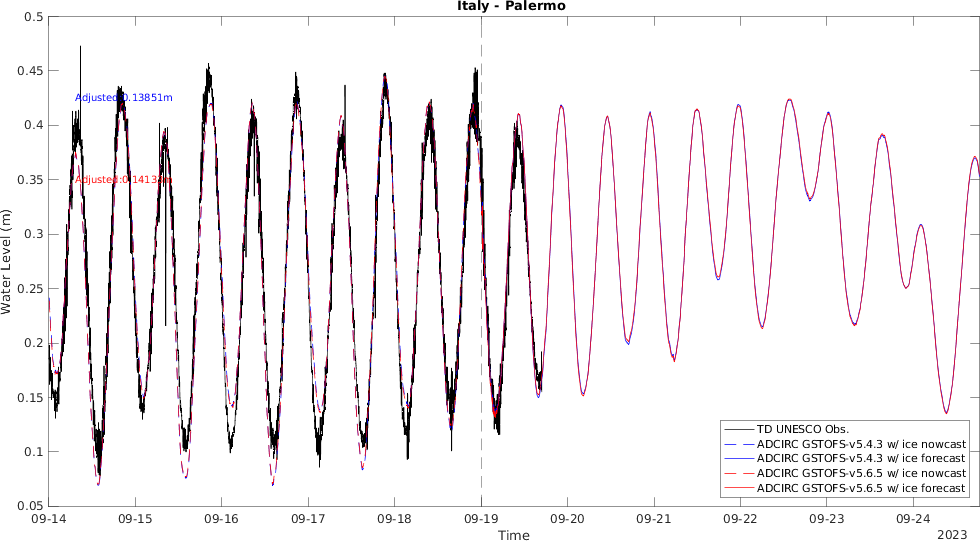 Italy - Palermo
0.5
0.45
0.4
0.35
0.3
0.25
0.2
0.15
0.1
0.05
Water Level (m)
Adjusted:0.13851m
TD UNESCO Obs.
ADCIRC GSTOFS-v5.4.3 w/ ice nowcast
ADCIRC GSTOFS-v5.4.3 w/ ice forecast
ADCIRC GSTOFS-v5.6.5 w/ ice nowcast
ADCIRC GSTOFS-v5.6.5 w/ ice forecast
09-14 09-15 09-16 09-17 09-18 09-19 09-20 09-21 09-22 09-23 09-24
Time
2023